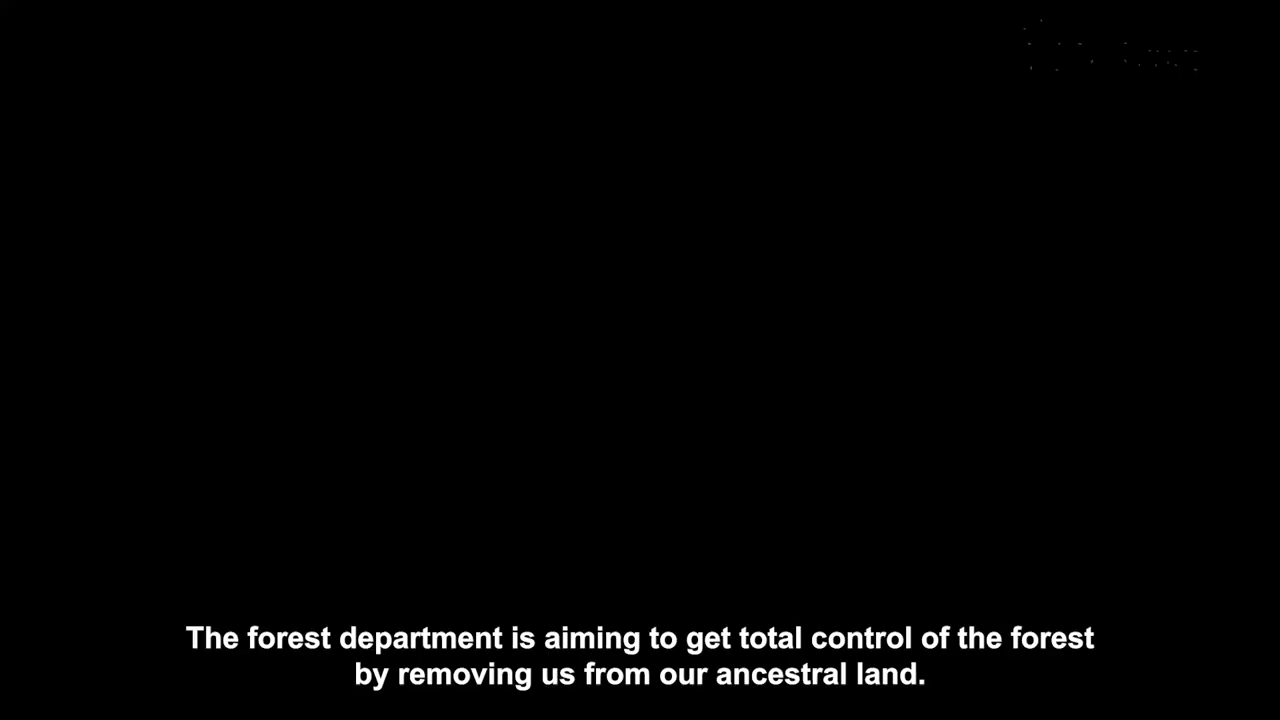 The forest department is aiming to get total control of the forest
by removing us from our ancestral land.